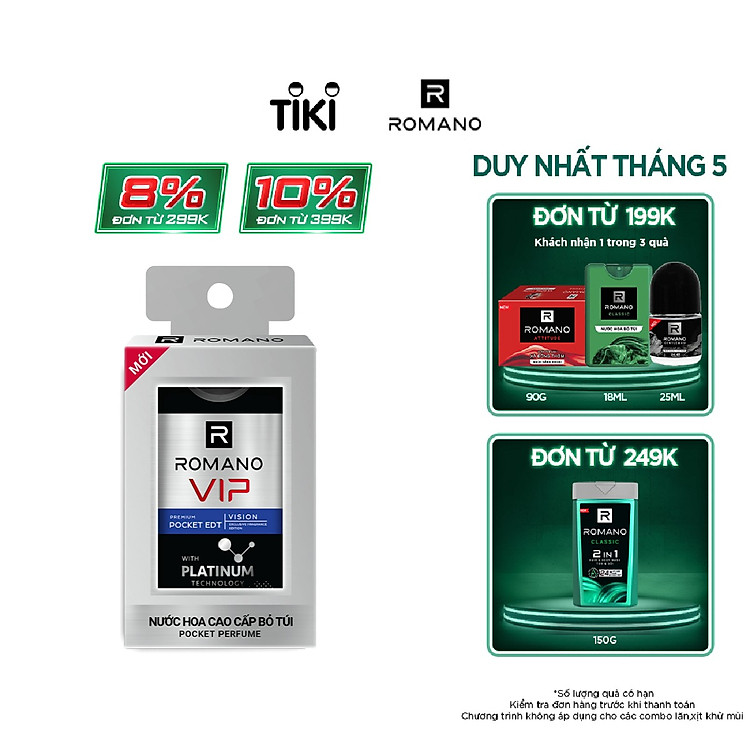 TiKi
R
ROMANO
8%
ĐƠN TỪ 299K
10%
ĐƠN TỪ 399K
DUY NHẤT THÁNG 5
ĐƠN TỪ 199K
Khách nhận 1 trong 3 quà
R
ROMANO
ATTITUDE
R
ROMANO
CLASSIC
NƯỚC HOA BỎ TÚI
R
ROMANO
90G
18ML
25ML
R ROMANO
MỚI
R
ROMANO
VIP
PREMIUM
POCKET EDT
VISION
EXCLUSIVE FRAGRANCE
EDITION
WITH
PLATINUM
TECHNOLOGY
NƯỚC HOA CAO CẤP BỎ TÚI
POCKET PERFUME
ĐƠN TỪ 249K
R
ROMANO
CLASSIC
2 IN 1
150G
*Số lượng quà có hạn
Kiểm tra đơn hàng trước khi thanh toán
Chương trình không áp dụng cho các combo lăn,xịt khử mùi